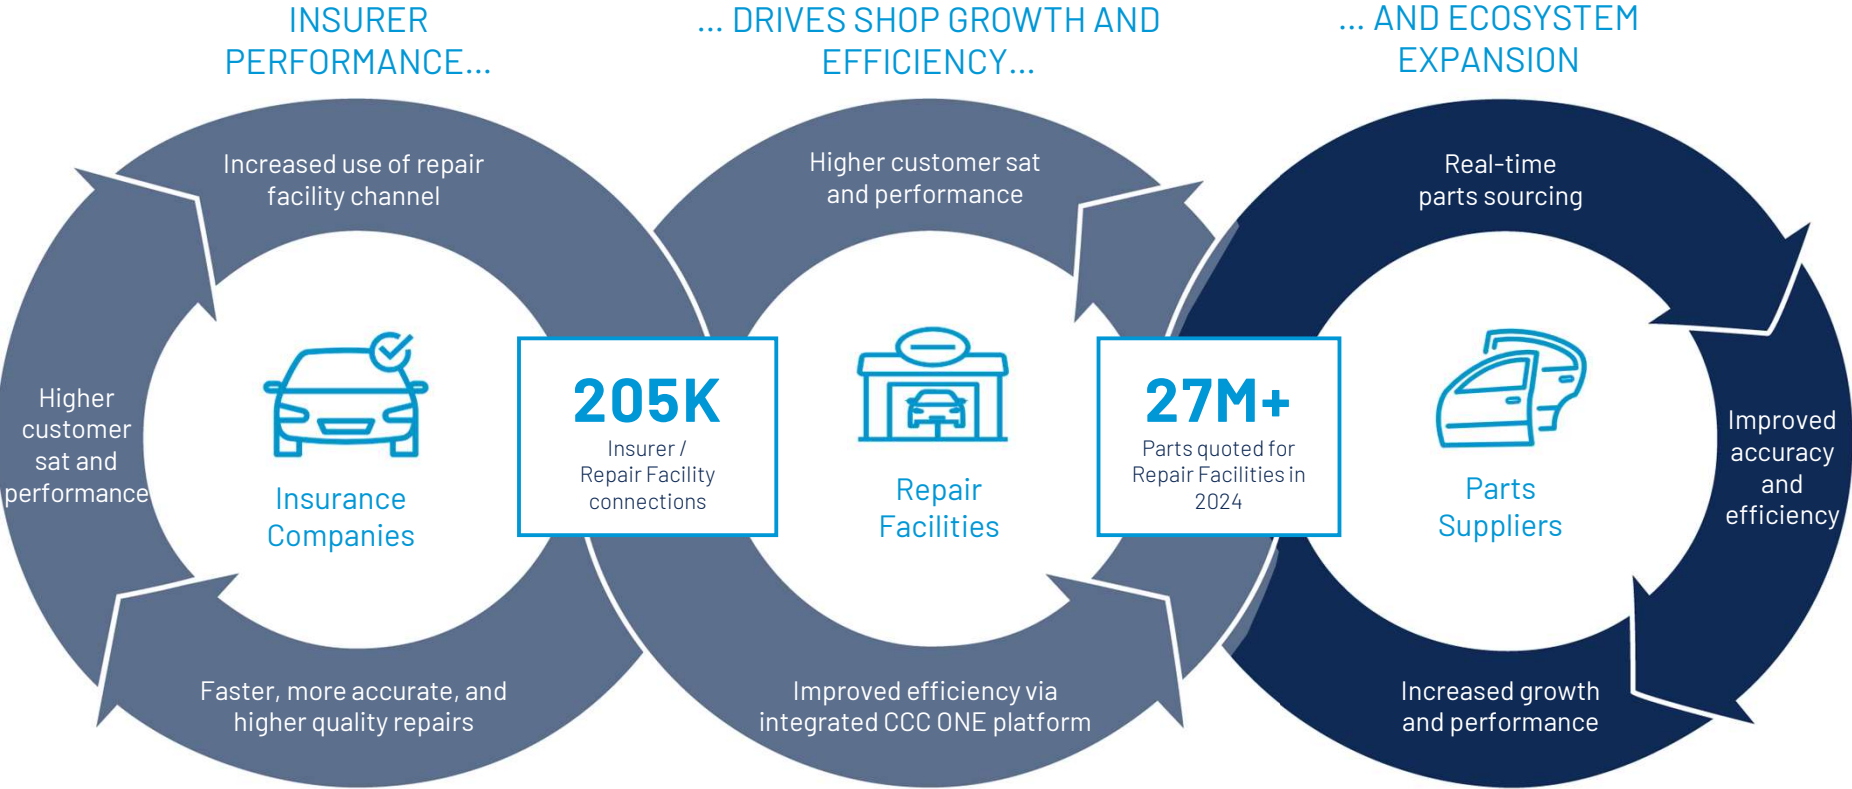 INSURER
PERFORMANCE...
... DRIVES SHOP GROWTH AND
EFFICIENCY...
... AND ECOSYSTEM
EXPANSION
Increased use of repair
facility channel
Higher
customer
sat and
performance
Faster, more accurate, and
higher quality repairs
Insurance
Companies
205K
Insurer /
Repair Facility
connections
Higher customer sat
and performance
Repair
Facilities
Improved efficiency via
integrated CCC ONE platform
27M+
Parts quoted for
Repair Facilities in
2024
Real-time
parts sourcing
Parts
Suppliers
Improved
accuracy
and
efficiency
Increased growth
and performance